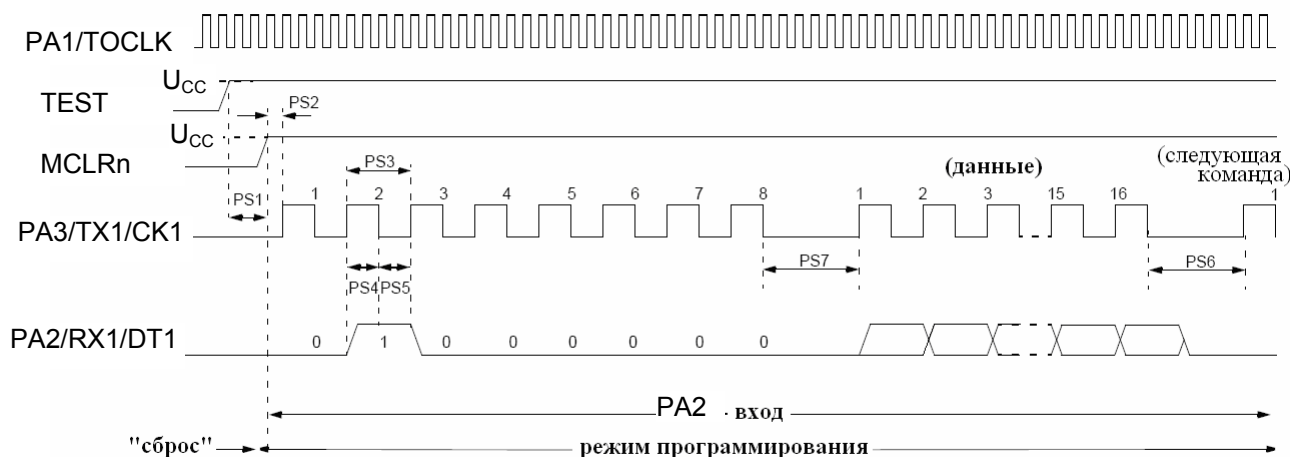 PA1/TOCLK
UCC
TEST
PS2
UCC
MCLRn
PS3
(данные)
(следующая
команда)
PS1
1 2 3 4 5 6 7 8 1 2 3 15 16 1
PA3/TX1/CK1
PS7
PS6
PS4 PS5
PA2/RX1/DT1
0 1 0 0 0 0 0 0
PA2 вход
"сброс" режим программирования